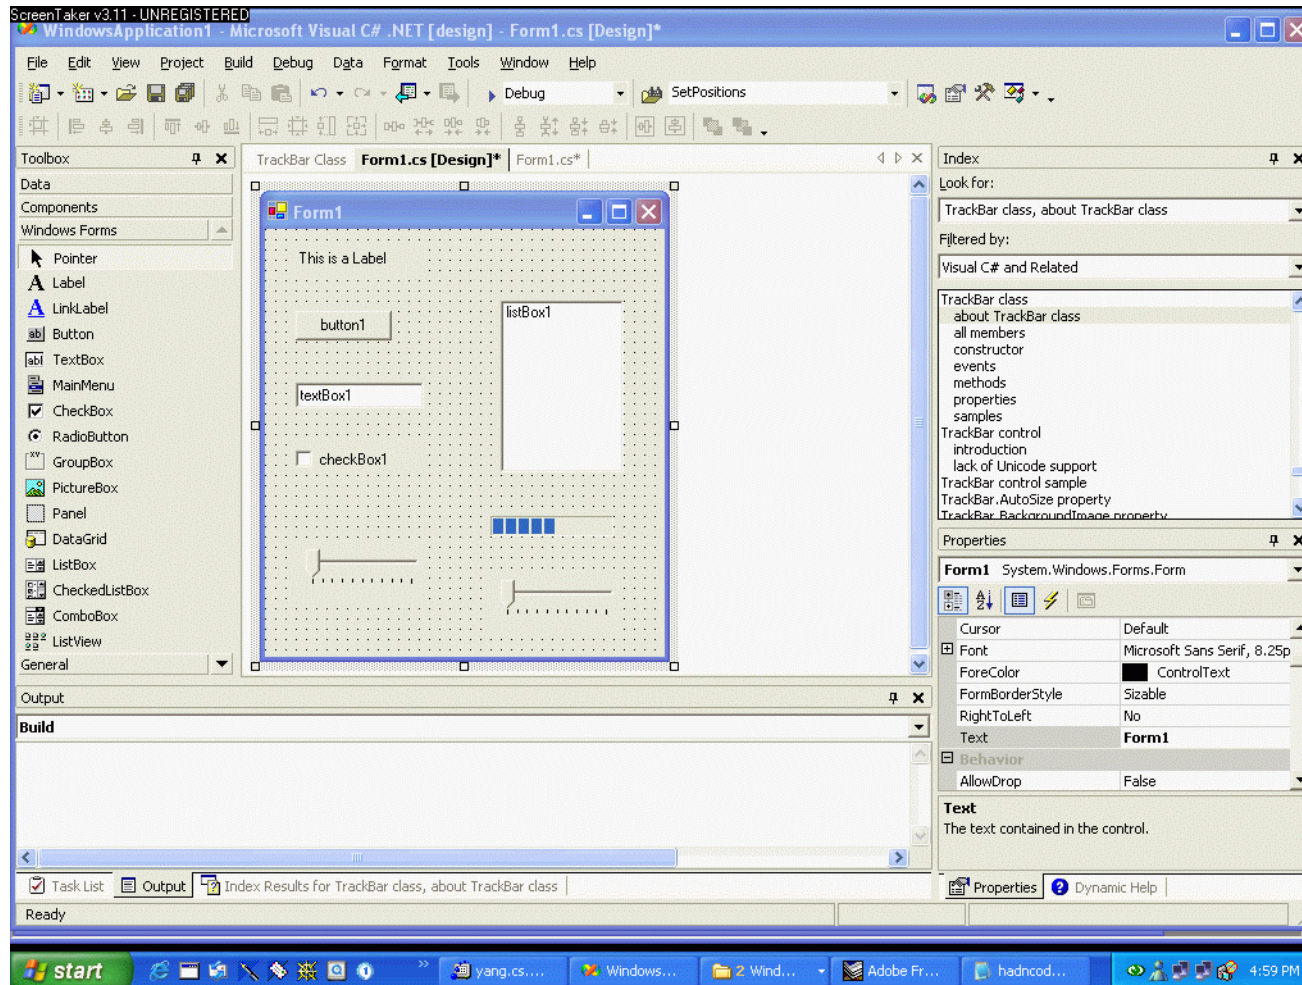 ScreenTaker v3.11 - UNREGISTERED
WindowsApplication1 - Microsoft Visual C# .NET [design] - Form1.cs [Design]*
File Edit View Project Build Debug Data Format Tools Window Help
Debug SetPositions
Toolbox
Data
Components
Windows Forms
Pointer
A Label
A LinkLabel
ab Button
abl TextBox
MainMenu
CheckBox
RadioButton
XY GroupBox
PictureBox
Panel
DataGrid
ListBox
CheckedListBox
ComboBox
ListView
General
TrackBar Class Form1.cs [Design]* Form1.cs*
Form1
This is a Label
button1
textBox1
checkBox1
listBox1
Index
Look for:
TrackBar class, about TrackBar class
Filtered by:
Visual C# and Related
TrackBar class
about TrackBar class
all members
constructor
events
methods
properties
samples
TrackBar control
introduction
lack of Unicode support
TrackBar control sample
TrackBar.AutoSize property
TrackBar.BackgroundImage property
Properties
Form1 System.Windows.Forms.Form
Cursor Default
Font Microsoft Sans Serif, 8.25p
ForeColor ControlText
FormBorderStyle Sizable
RightToLeft No
Text Form1
Behavior
AllowDrop False
Text
The text contained in the control.
Properties Dynamic Help
Output
Build
Task List Output Index Results for TrackBar class, about TrackBar class
Ready
start yang.cs.... Windows... 2 Wind... Adobe Fr... hadncod... 4:59 PM